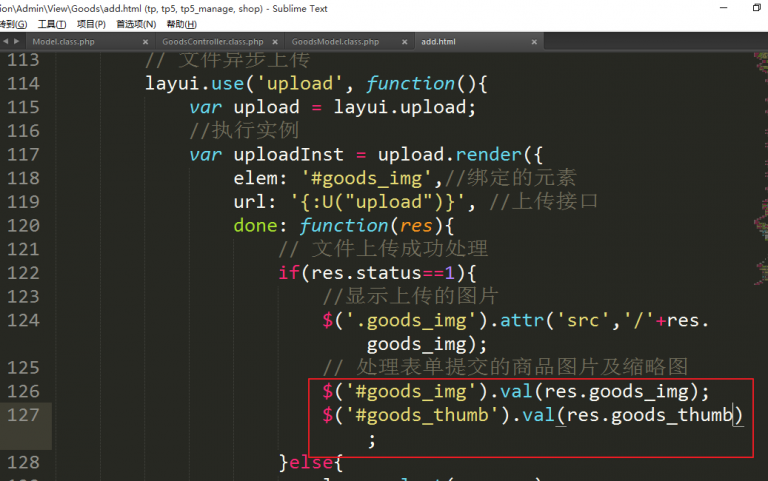 ion\Admin\View\Goods\add.html (tp, tp5, tp5_manage, shop) - Sublime Text
转到(G) 工具(T) 项目(P) 首选项(N) 帮助(H)
Model.class.php × GoodsController.class.php × GoodsModel.class.php × add.html ×
113 // 文件异步上传
114 layui.use('upload', function(){
115 var upload = layui.upload;
116 //执行实例
117 var uploadInst = upload.render({
118 elem: '#goods_img',//绑定的元素
119 url: '{:U("upload")}', //上传接口
120 done: function(res){
121 // 文件上传成功处理
122 if(res.status==1){
123 //显示上传的图片
124 $('.goods_img').attr('src','/'+res.
goods_img);
125 // 处理表单提交的商品图片及缩略图
126 $('#goods_img').val(res.goods_img);
127 $('#goods_thumb').val(res.goods_thumb)
;
128 }else{